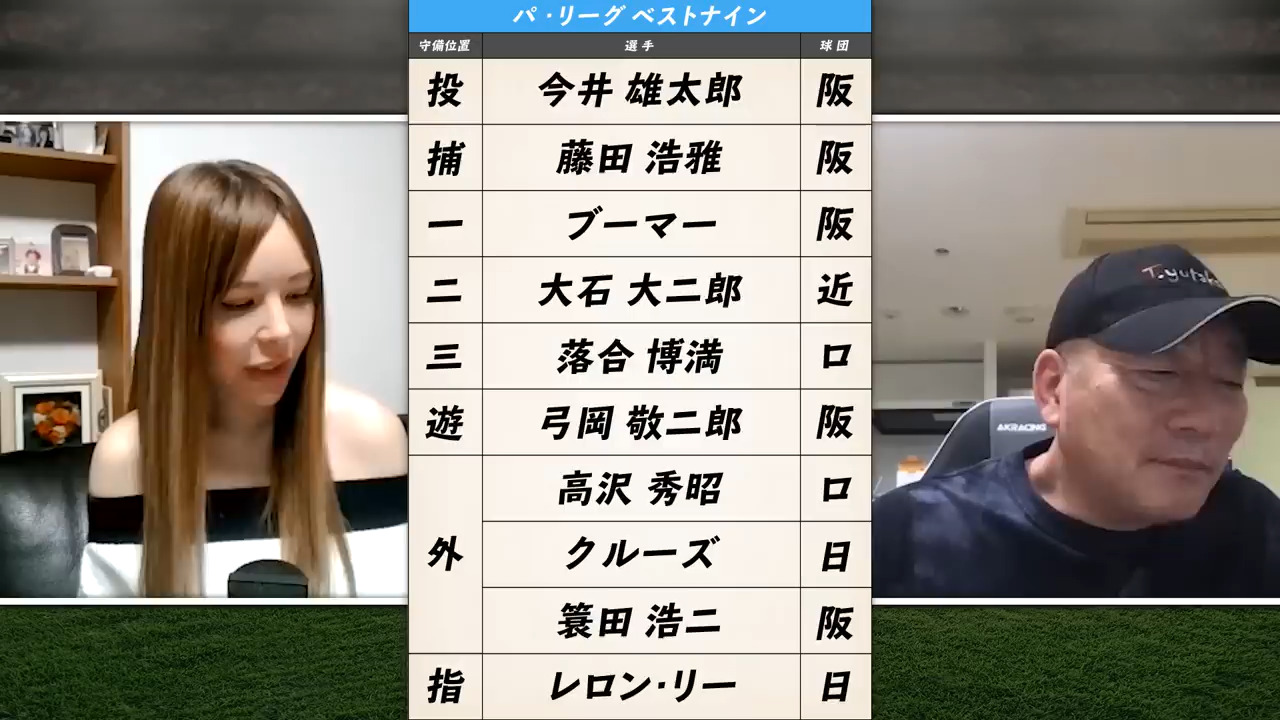 パ・リーグ ベストナイン
守備位置 選手 球団
投 今井 雄太郎 阪
捕 藤田 浩雅 阪
一 ブーマー 阪
二 大石 大二郎 近
三 落合 博満 ロ
遊 弓岡 敬二郎 阪
外 高沢 秀昭 ロ
クルーズ 日
簑田 浩二 阪
指 レロン・リー 日
AKRACING